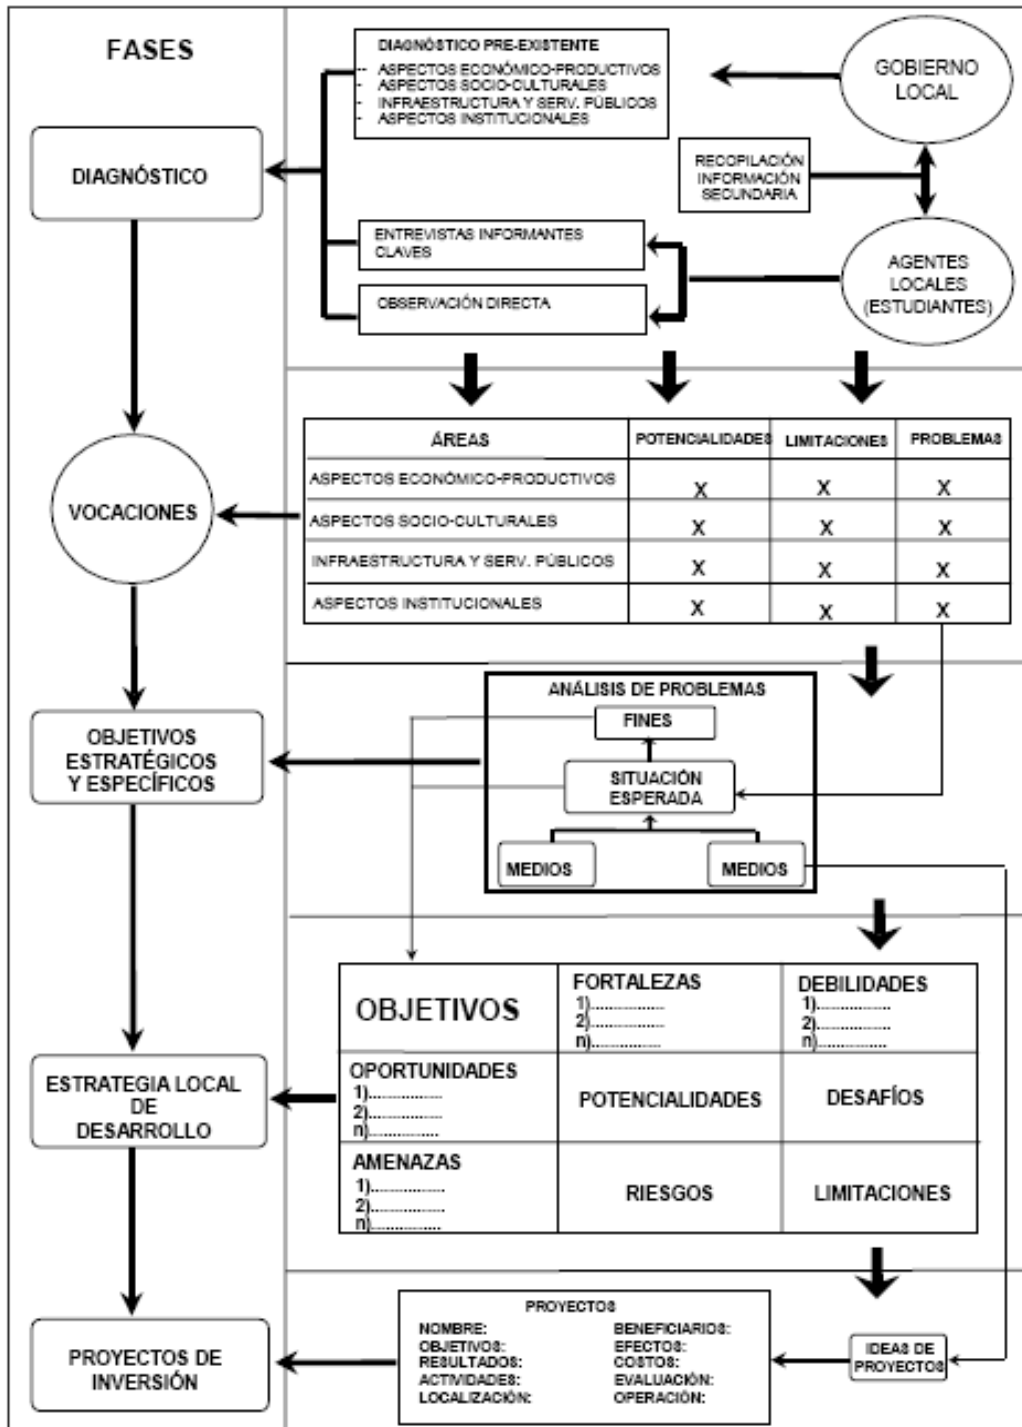 FASES
DIAGNÓSTICO PRE-EXISTENTE
-- ASPECTOS ECONÓMICO-PRODUCTIVOS
- ASPECTOS SOCIO-CULTURALES
- INFRAESTRUCTURA Y SERV. PÚBLICOS
- ASPECTOS INSTITUCIONALES
GOBIERNO
LOCAL
DIAGNÓSTICO
RECOPILACIÓN
INFORMACIÓN
SECUNDARIA
ENTREVISTAS INFORMANTES
CLAVES
OBSERVACIÓN DIRECTA
AGENTES
LOCALES
(ESTUDIANTES)
ÁREAS POTENCIALIDADES LIMITACIONES PROBLEMAS
ASPECTOS ECONÓMICO-PRODUCTIVOS X X X
ASPECTOS SOCIO-CULTURALES X X X
INFRAESTRUCTURA Y SERV. PÚBLICOS X X X
ASPECTOS INSTITUCIONALES X X X
VOCACIONES
ANÁLISIS DE PROBLEMAS
FINES
SITUACIÓN
ESPERADA
MEDIOS MEDIOS
OBJETIVOS
ESTRATÉGICOS
Y ESPECÍFICOS
OBJETIVOS
FORTALEZAS
1)..................
2)..................
n).................
DEBILIDADES
1)..................
2)..................
n).................
OPORTUNIDADES
1)..................
2)..................
n).................
POTENCIALIDADES
DESAFÍOS
AMENAZAS
1)..................
2)..................
n).................
RIESGOS
LIMITACIONES
ESTRATEGIA LOCAL
DE
DESARROLLO
PROYECTOS
NOMBRE: BENEFICIARIOS:
OBJETIVOS: EFECTOS:
RESULTADOS: COSTOS:
ACTIVIDADES: EVALUACIÓN:
LOCALIZACIÓN: OPERACIÓN:
IDEAS DE
PROYECTOS
PROYECTOS DE
INVERSIÓN